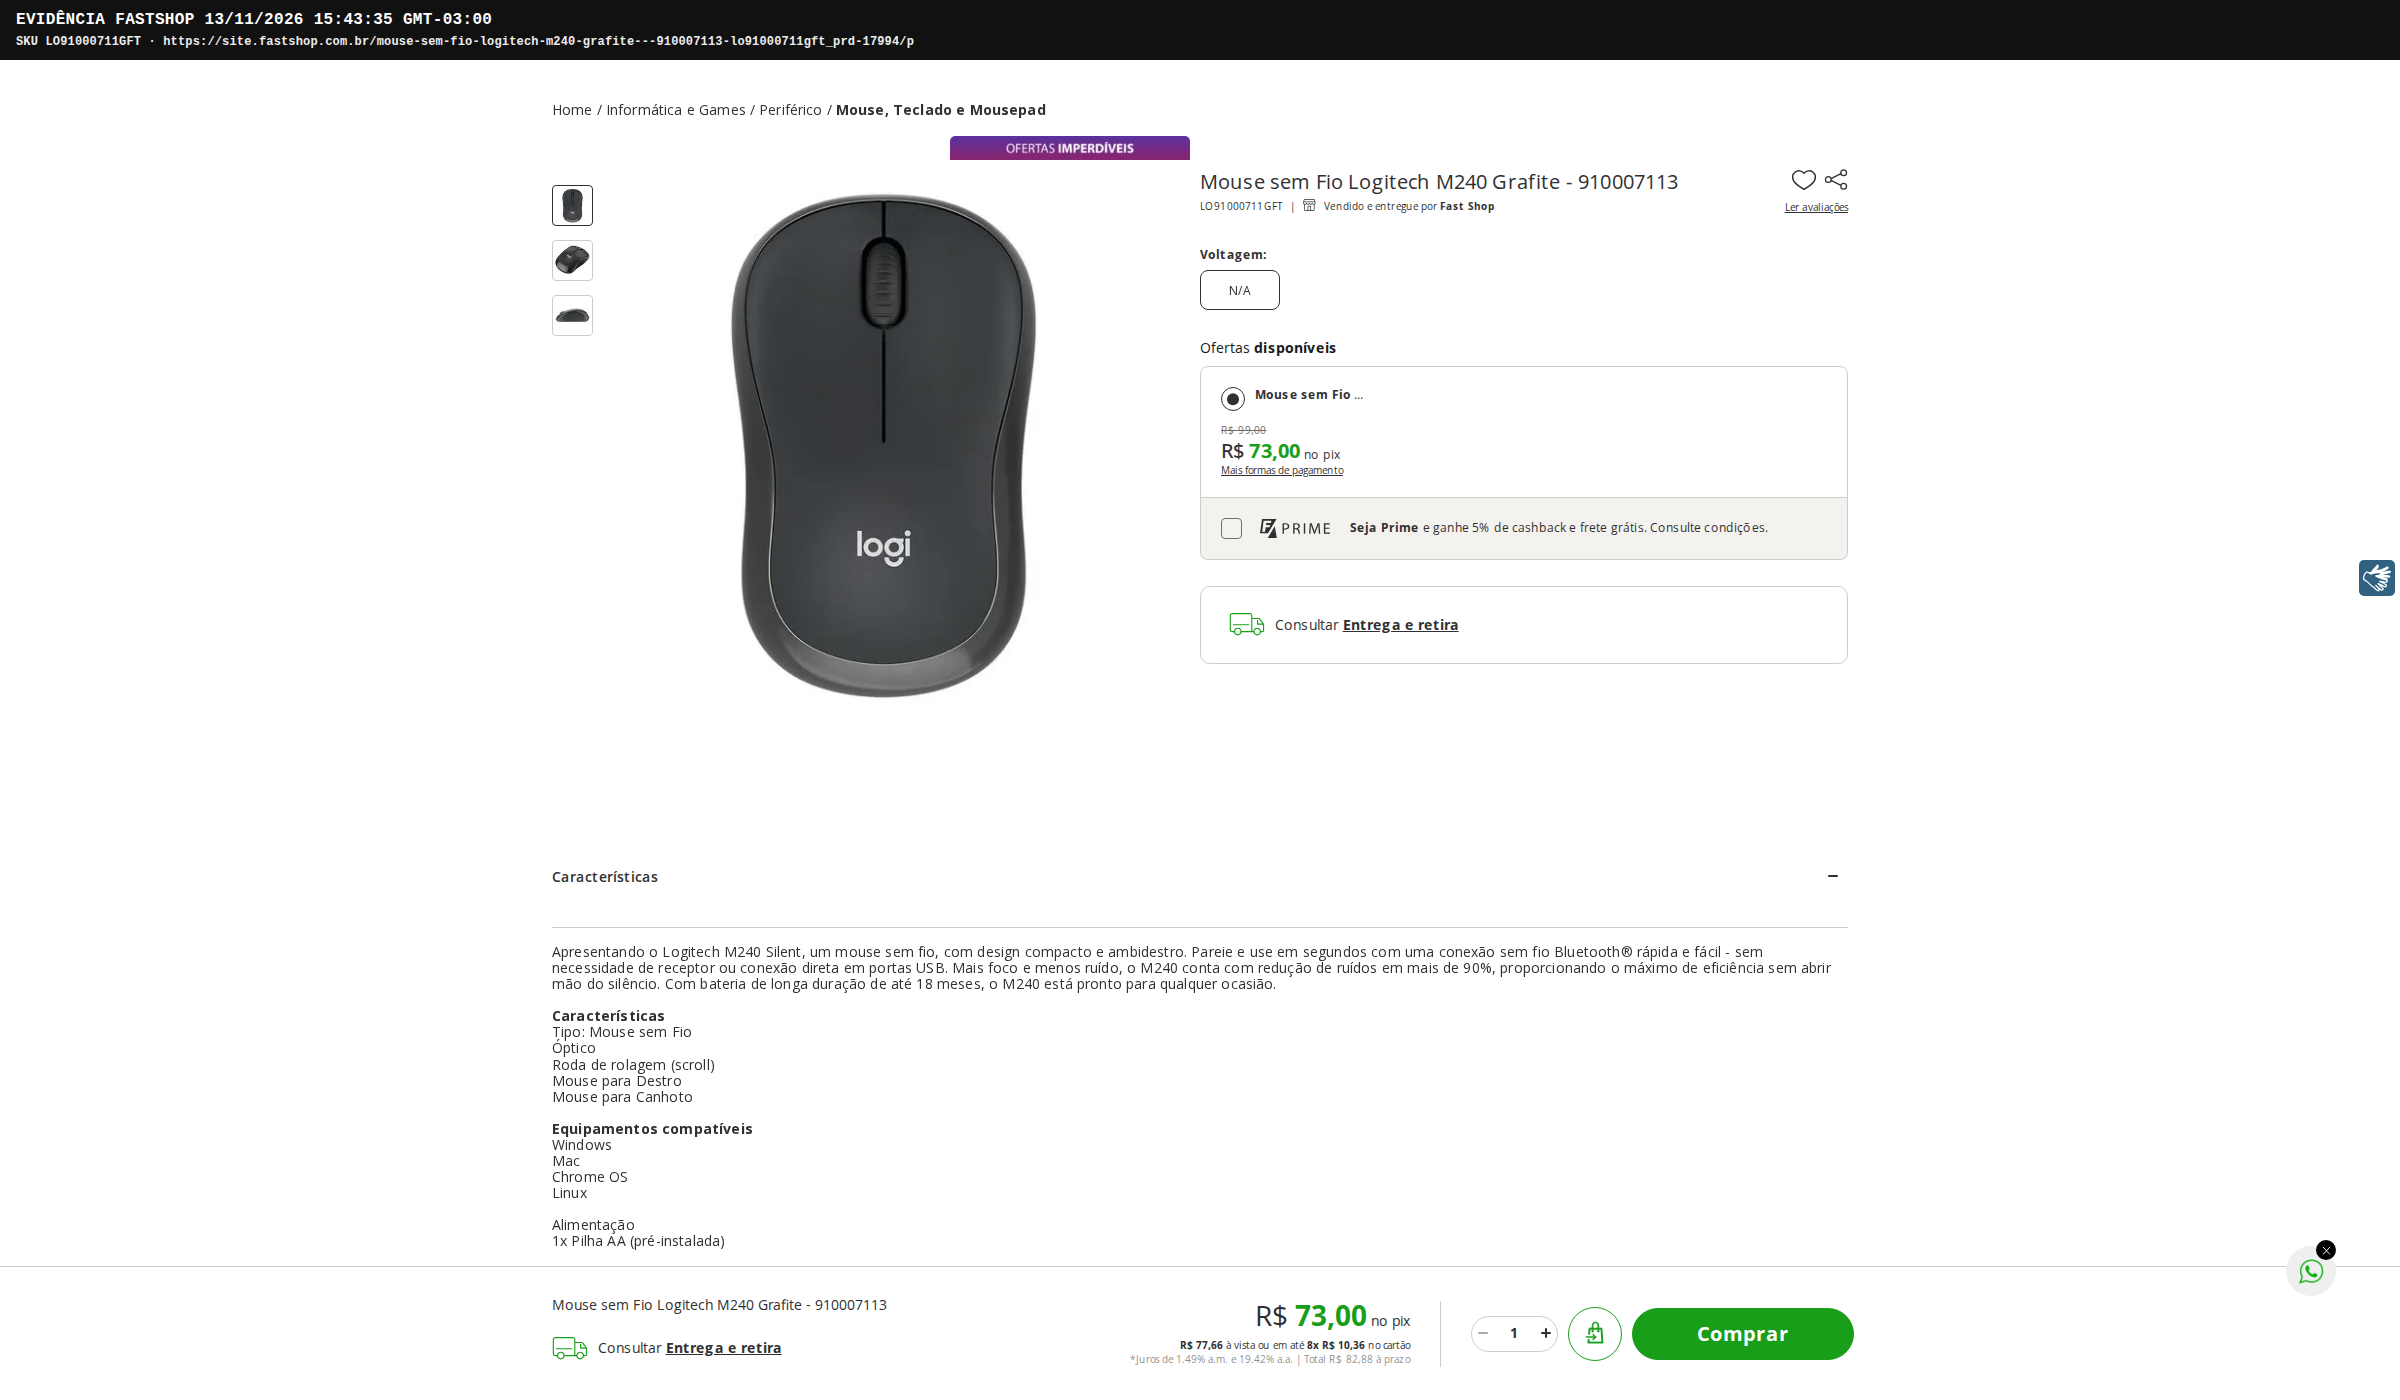 EVIDÊNCIA FASTSHOP 13/11/2026 15:43:35 GMT-03:00
SKU LO91000711GFT · https://site.fastshop.com.br/mouse-sem-fio-logitech-m240-grafite---910007113-lo91000711gft_prd-17994/p
Home / Informática e Games / Periférico / Mouse, Teclado e Mousepad
OFERTAS IMPERDÍVEIS
Mouse sem Fio Logitech M240 Grafite - 910007113
LO91000711GFT | Vendido e entregue por Fast Shop
Ler avaliações
logi
Voltagem:
N/A
Ofertas disponíveis
Mouse sem Fio ...
R$ 99,00
R$ 73,00 no pix
Mais formas de pagamento
PRIME Seja Prime e ganhe 5% de cashback e frete grátis. Consulte condições.
Consultar Entrega e retira
Características
Apresentando o Logitech M240 Silent, um mouse sem fio, com design compacto e ambidestro. Pareie e use em segundos com uma conexão sem fio Bluetooth® rápida e fácil - sem
necessidade de receptor ou conexão direta em portas USB. Mais foco e menos ruído, o M240 conta com redução de ruídos em mais de 90%, proporcionando o máximo de eficiência sem abrir
mão do silêncio. Com bateria de longa duração de até 18 meses, o M240 está pronto para qualquer ocasião.
Características
Tipo: Mouse sem Fio
Óptico
Roda de rolagem (scroll)
Mouse para Destro
Mouse para Canhoto
Equipamentos compatíveis
Windows
Mac
Chrome OS
Linux
Alimentação
1x Pilha AA (pré-instalada)
Mouse sem Fio Logitech M240 Grafite - 910007113
Consultar Entrega e retira
R$ 73,00 no pix
R$ 77,66 à vista ou em até 8x R$ 10,36 no cartão
*Juros de 1.49% a.m. e 19.42% a.a. | Total R$ 82,88 à prazo
− 1 +
Comprar